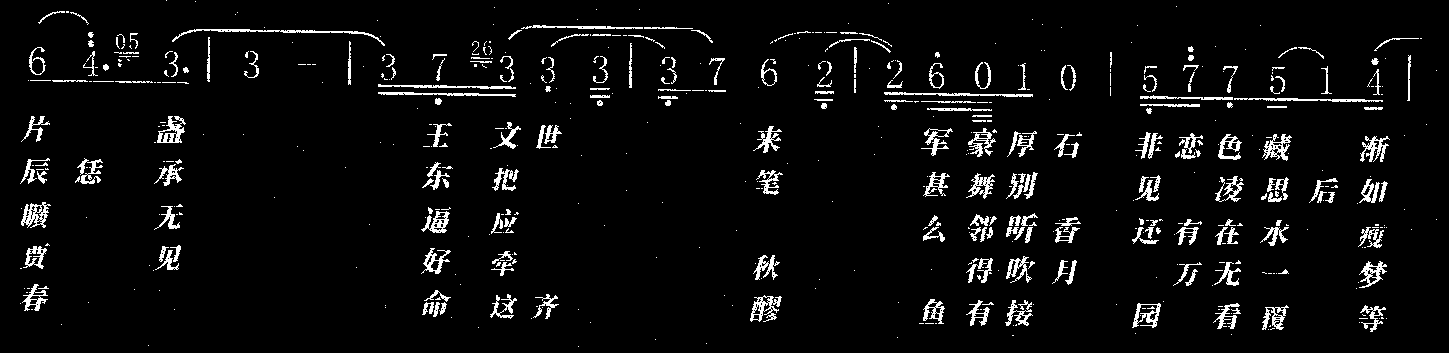 6 4. 05 3. | 3 - | 3 7 26 3 3 3 | 3 7 6 2 | 2 6 0 1 0 | 5 7 7 5 1 4 |
片 盏 王 文 世 来 军 豪 厚 石 非 恋 色 藏 渐
辰 恁 承 东 把 笔 甚 舞 别 见 凌 思 后 如
曠 无 逼 应 么 邻 听 香 还 有 在 水 瘦
贾 见 好 牵 秋 得 吹 月 万 无 一 梦
春 命 这 齐 醪 鱼 有 接 园 看 覆 等